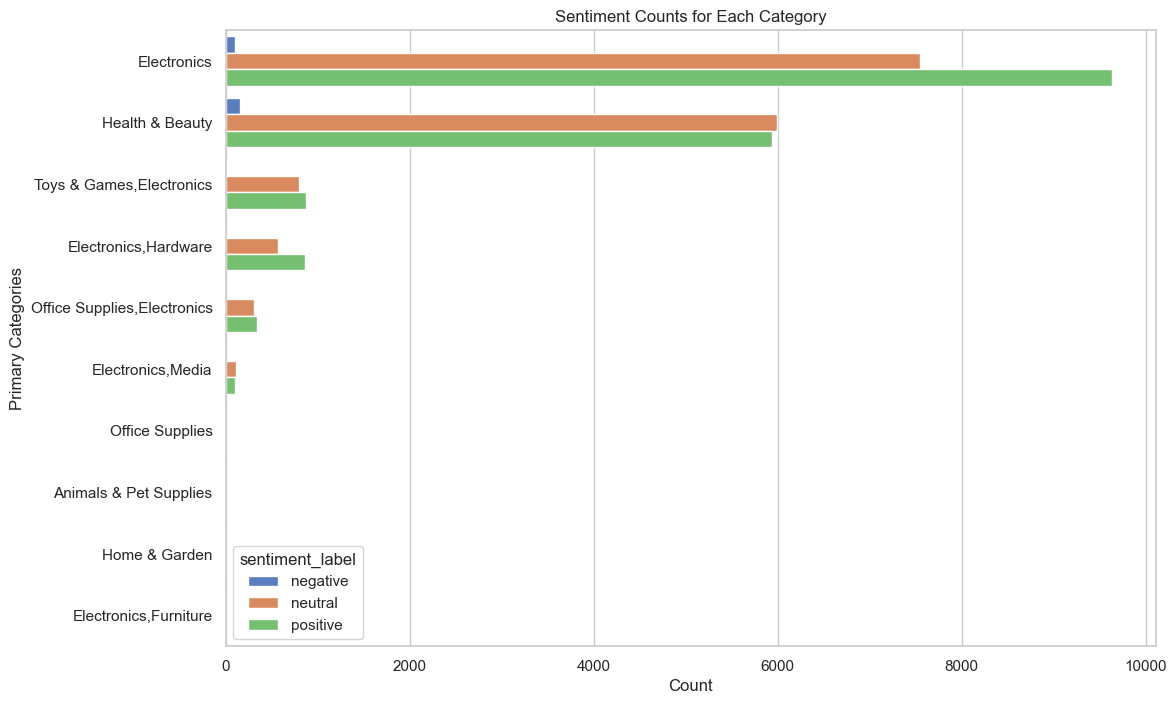 Sentiment Counts for Each Category
Primary Categories
Electronics
Health & Beauty
Toys & Games,Electronics
Electronics,Hardware
Office Supplies,Electronics
Electronics,Media
Office Supplies
Animals & Pet Supplies
Home & Garden
Electronics,Furniture
sentiment_label
negative
neutral
positive
0 2000 4000 6000 8000 10000
Count